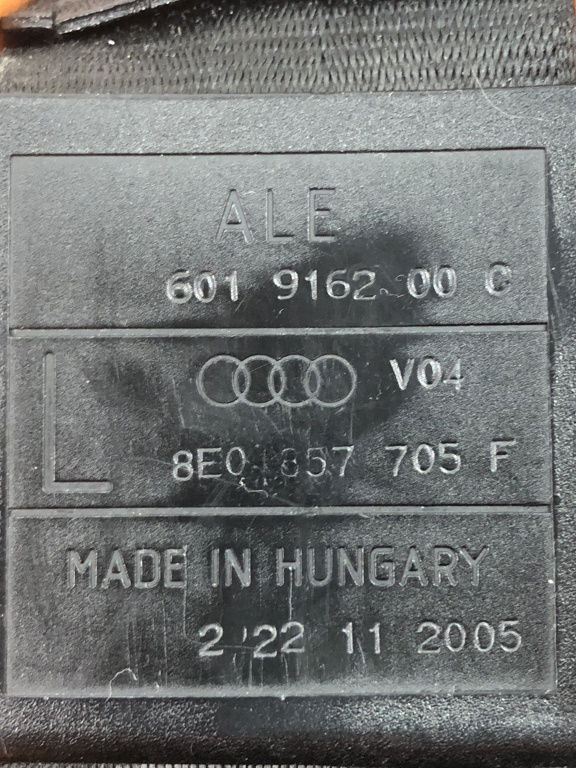 ALE
601 9162 00 C
L V04
8E0 857 705 F
MADE IN HUNGARY
2 22 11 2005